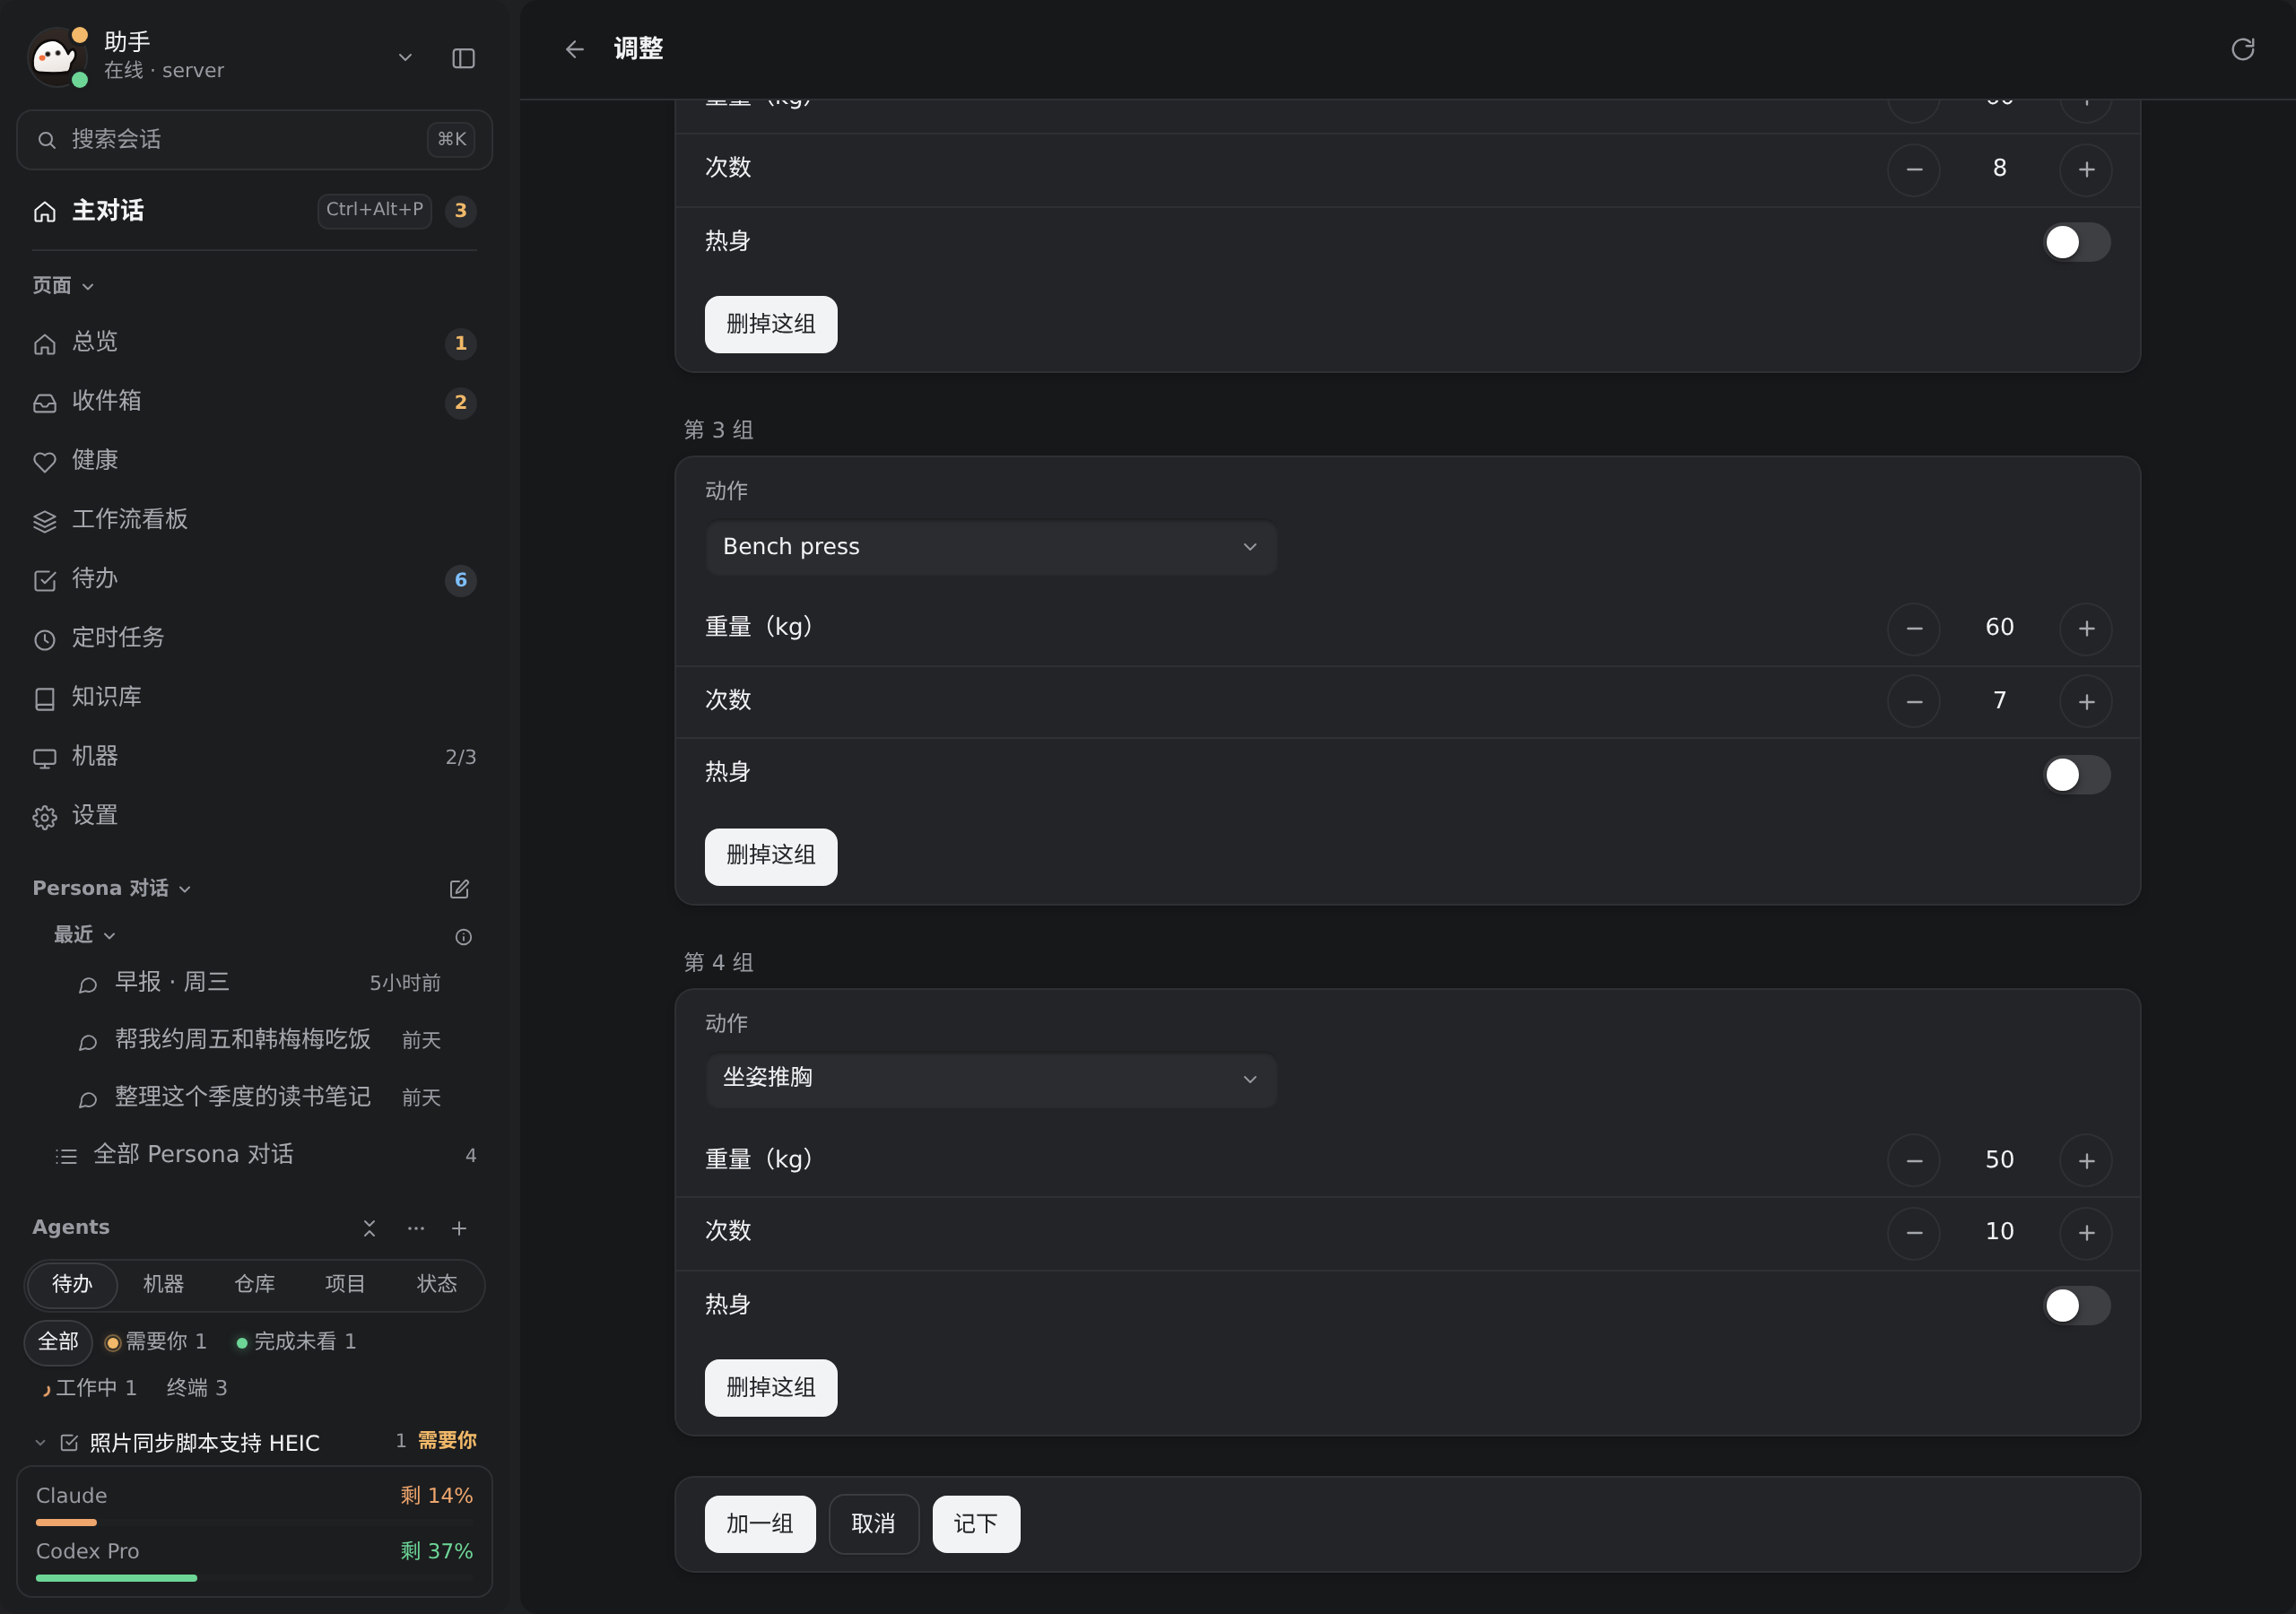 助手
在线 · server
搜索会话
⌘K
主对话
Ctrl+Alt+P
3
页面
总览
1
收件箱
2
健康
工作流看板
待办
6
定时任务
知识库
机器
2/3
设置
Persona 对话
最近
早报 · 周三
5小时前
帮我约周五和韩梅梅吃饭
前天
整理这个季度的读书笔记
前天
全部 Persona 对话
4
Agents
待办
机器
仓库
项目
状态
全部
需要你 1
完成未看 1
工作中 1
终端 3
照片同步脚本支持 HEIC
1 需要你
Claude
剩 14%
Codex Pro
剩 37%
调整
重量（kg）
次数
8
热身
删掉这组
第 3 组
动作
Bench press
重量（kg）
60
次数
7
热身
删掉这组
第 4 组
动作
坐姿推胸
重量（kg）
50
次数
10
热身
删掉这组
加一组
取消
记下